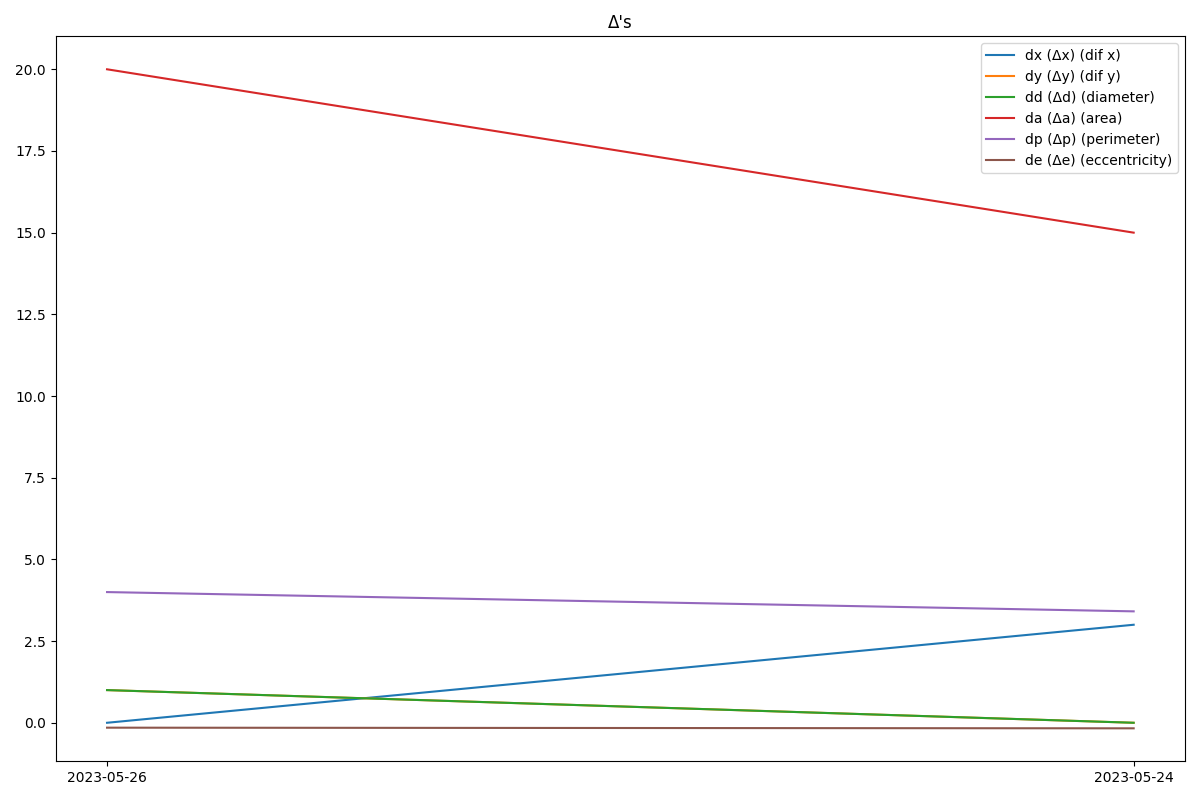 Δ's
dx (Δx) (dif x)
dy (Δy) (dif y)
dd (Δd) (diameter)
da (Δa) (area)
dp (Δp) (perimeter)
de (Δe) (eccentricity)
20.0
17.5
15.0
12.5
10.0
7.5
5.0
2.5
0.0
2023-05-26
2023-05-24